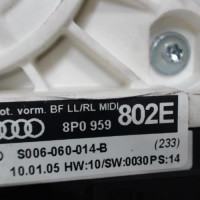 ot. vorm. BF LL/RL MIDI 802E
8P0 959
S006-060-014-B (233)
10.01.05 HW:10/SW:0030 PS:14